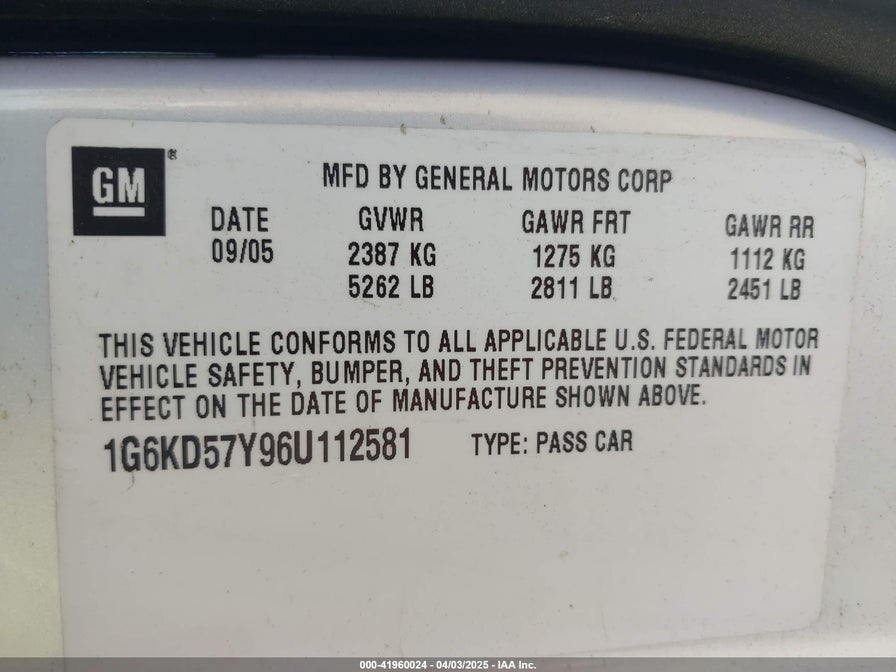 GM®
MFD BY GENERAL MOTORS CORP
DATE GVWR GAWR FRT GAWR RR
09/05 2387 KG 1275 KG 1112 KG
5262 LB 2811 LB 2451 LB
THIS VEHICLE CONFORMS TO ALL APPLICABLE U.S. FEDERAL MOTOR
VEHICLE SAFETY, BUMPER, AND THEFT PREVENTION STANDARDS IN
EFFECT ON THE DATE OF MANUFACTURE SHOWN ABOVE.
1G6KD57Y96U112581 TYPE: PASS CAR
000-41960024 - 04/03/2025 - IAA Inc.